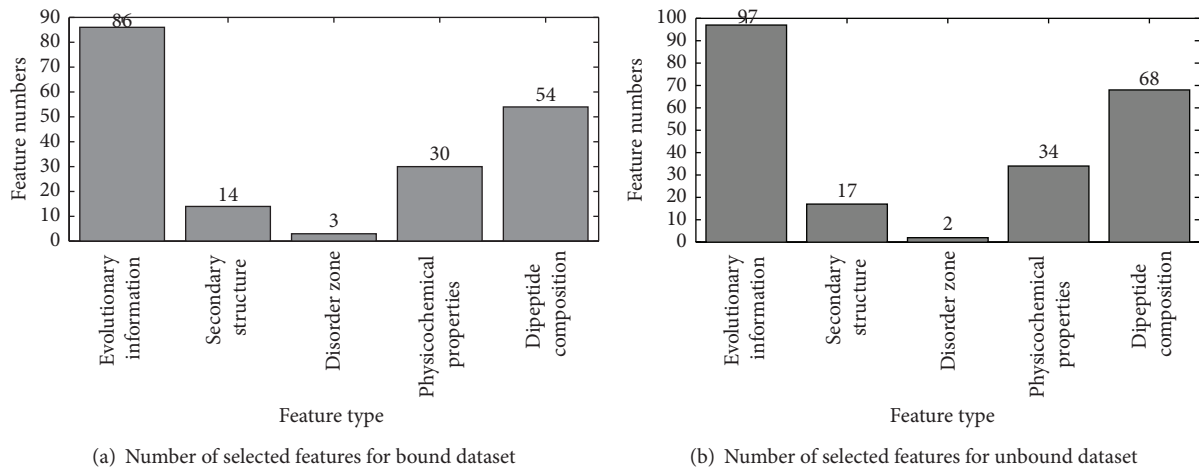 90
80
70
60
50
40
30
20
10
0
Feature numbers
86
14
3
30
54
Evolutionary
information
Secondary
structure
Disorder zone
Physicochemical
properties
Dipeptide
composition
Feature type
(a) Number of selected features for bound dataset
100
90
80
70
60
50
40
30
20
10
0
Feature numbers
97
17
2
34
68
Evolutionary
information
Secondary
structure
Disorder zone
Physicochemical
properties
Dipeptide
composition
Feature type
(b) Number of selected features for unbound dataset